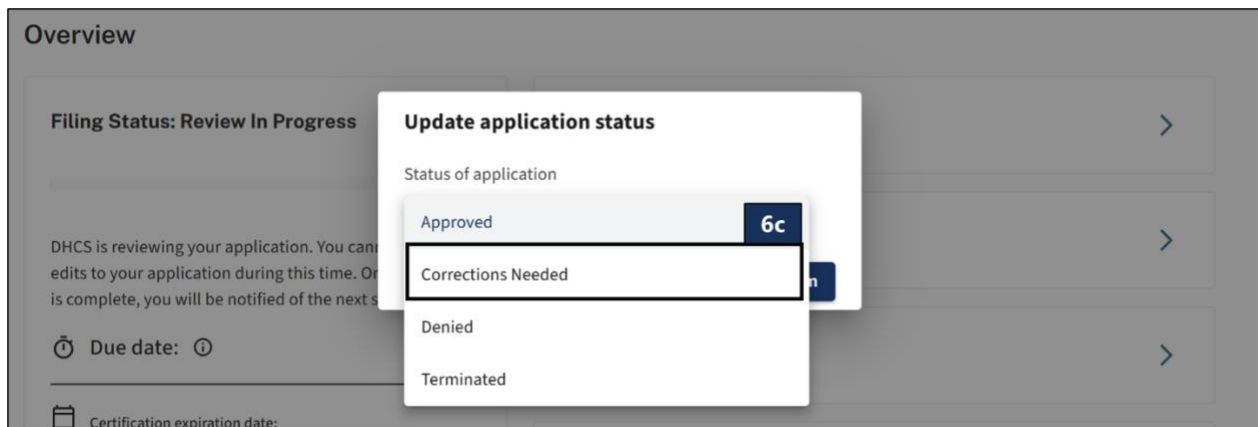 Overview
Filing Status: Review In Progress
Update application status
Status of application
Approved
6c
Corrections Needed
Denied
Terminated
DHCS is reviewing your application. You
edits to your application during this time.
is complete, you will be notified of the next
Due date:
Certification expiration date: